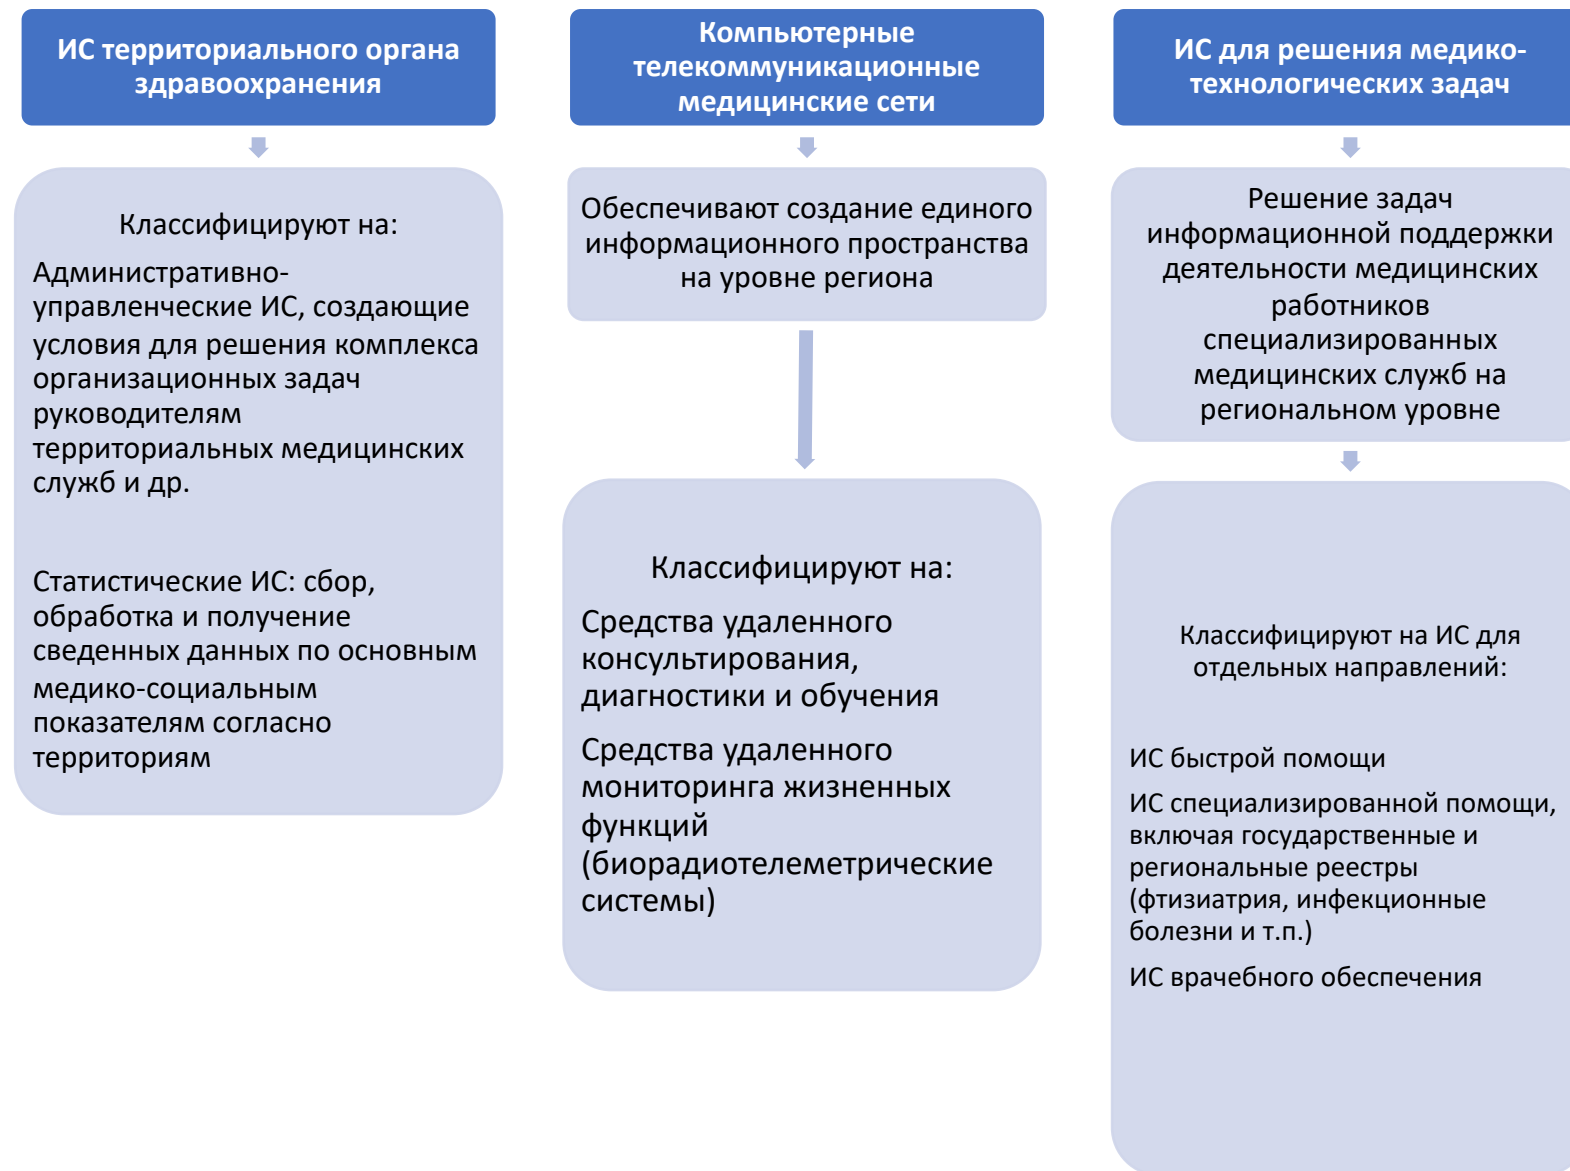 ИС территориального органа
здравоохранения
Классифицируют на:
Административно-
управленческие ИС, создающие
условия для решения комплекса
организационных задач
руководителям
территориальных медицинских
служб и др.
Статистические ИС: сбор,
обработка и получение
сведенных данных по основным
медико-социальным
показателям согласно
территориям
Компьютерные
телекоммуникационные
медицинские сети
Обеспечивают создание единого
информационного пространства
на уровне региона
Классифицируют на:
Средства удаленного
консультирования,
диагностики и обучения
Средства удаленного
мониторинга жизненных
функций
(биорадиотелеметрические
системы)
ИС для решения медико-
технологических задач
Решение задач
информационной поддержки
деятельности медицинских
работников
специализированных
медицинских служб на
региональном уровне
Классифицируют на ИС для
отдельных направлений:
ИС быстрой помощи
ИС специализированной помощи,
включая государственные и
региональные реестры
(фтизиатрия, инфекционные
болезни и т.п.)
ИС врачебного обеспечения